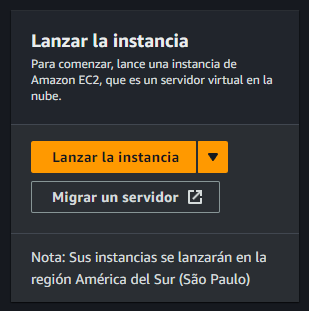 Lanzar la instancia
Para comenzar, lance una instancia de
Amazon EC2, que es un servidor virtual en la
nube.
Lanzar la instancia
Migrar un servidor
Nota: Sus instancias se lanzarán en la
región América del Sur (São Paulo)